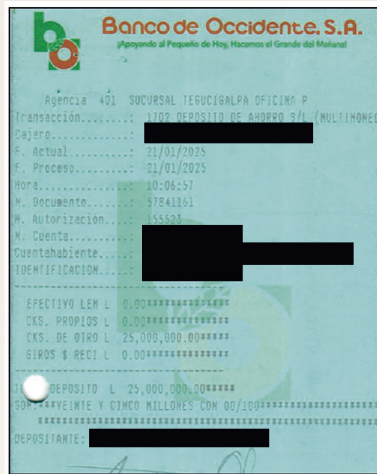 Banco de Occidente, S.A.
¡Apoyando al Pequeño de Hoy, Hacemos el Grande del Mañana!
Agencia 401 SUCURSAL TEGUCIGALPA OFICINA P
Transacción.......: 1702 DEPOSITO DE AHORRO S/L (MULTIMONED
Cajero............:
F. Actual.........: 21/01/2025
F. Proceso........: 21/01/2025
Hora..............: 10:06:57
N. Documento......: 57841161
N. Autorización...: 155523
N. Cuenta.........:
Cuentahabiente....:
IDENTIFICACION....:
EFECTIVO LEM L 0.00***************
CKS. PROPIOS L 0.00***************
CKS. DE OTRO L 25,000,000.00*****
GIROS $ RECI L 0.00***************
DEPOSITO L 25,000,000.00*****
SON:***VEINTE Y CINCO MILLONES CON 00/100
DEPOSITANTE: